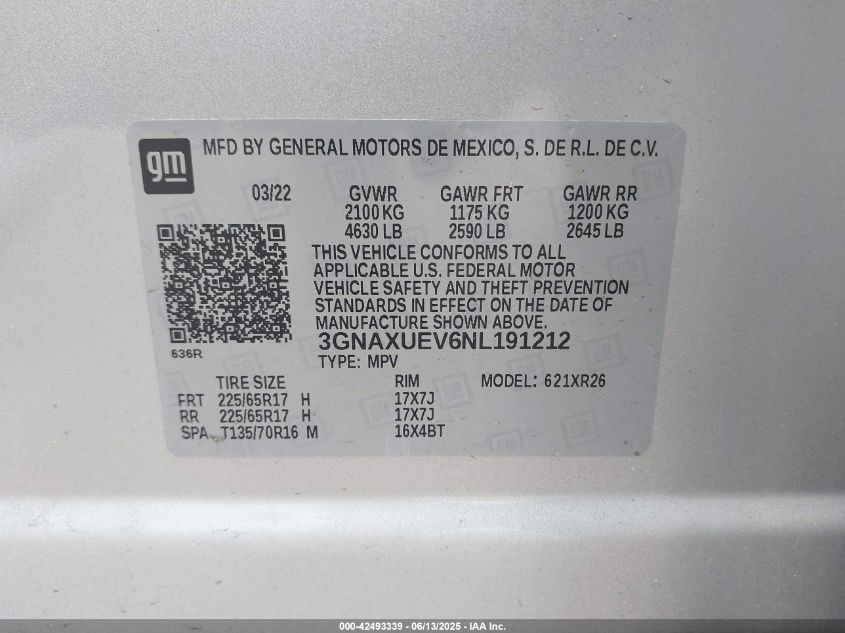 gm
MFD BY GENERAL MOTORS DE MEXICO, S. DE R.L. DE C.V.
03/22 GVWR GAWR FRT GAWR RR
2100 KG 1175 KG 1200 KG
4630 LB 2590 LB 2645 LB
THIS VEHICLE CONFORMS TO ALL
APPLICABLE U.S. FEDERAL MOTOR
VEHICLE SAFETY AND THEFT PREVENTION
STANDARDS IN EFFECT ON THE DATE OF
MANUFACTURE SHOWN ABOVE.
3GNAXUEV6NL191212
636R
TYPE: MPV
TIRE SIZE RIM MODEL: 621XR26
FRT 225/65R17 H 17X7J
RR 225/65R17 H 17X7J
SPA T135/70R16 M 16X4BT
000-42493339 - 06/13/2025 - IAA Inc.